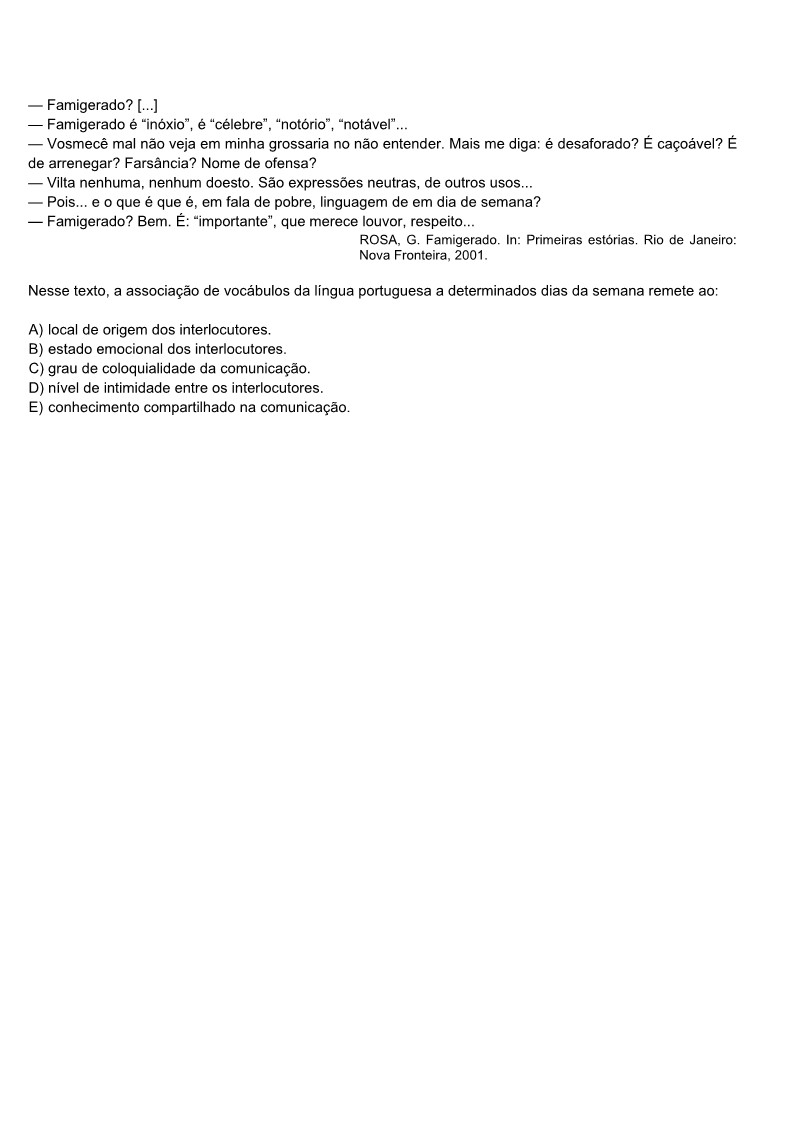 — Famigerado? [...]
— Famigerado é “inóxio”, é “célebre”, “notório”, “notável”...
— Vosmecê mal não veja em minha grossaria no não entender. Mais me diga: é desaforado? É caçoável? É
de arrenegar? Farsância? Nome de ofensa?
— Vilta nenhuma, nenhum doesto. São expressões neutras, de outros usos...
— Pois... e o que é que é, em fala de pobre, linguagem de em dia de semana?
— Famigerado? Bem. É: “importante”, que merece louvor, respeito...
ROSA, G. Famigerado. In: Primeiras estórias. Rio de Janeiro:
Nova Fronteira, 2001.
Nesse texto, a associação de vocábulos da língua portuguesa a determinados dias da semana remete ao:
A) local de origem dos interlocutores.
B) estado emocional dos interlocutores.
C) grau de coloquialidade da comunicação.
D) nível de intimidade entre os interlocutores.
E) conhecimento compartilhado na comunicação.